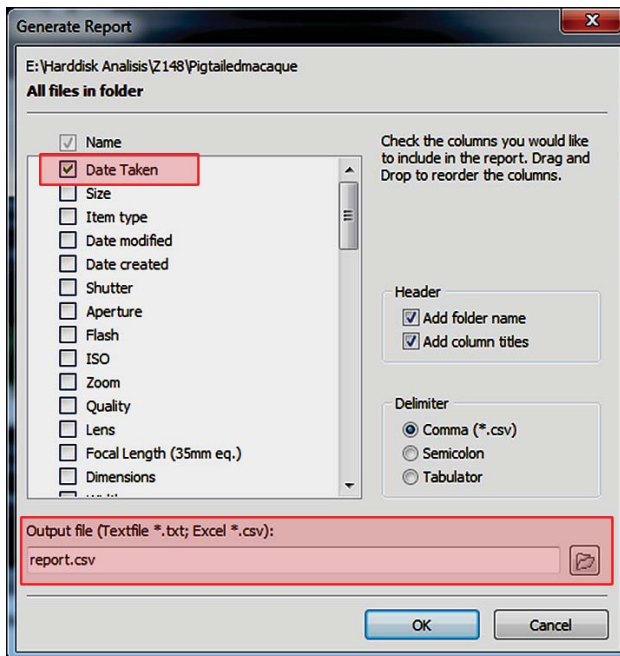 Generate Report
E:\Harddisk Analisis\Z148\Pigtailedmacaque
All files in folder
Name
Date Taken
Size
Item type
Date modified
Date created
Shutter
Aperture
Flash
ISO
Zoom
Quality
Lens
Focal Length (35mm eq.)
Dimensions
Check the columns you would like
to include in the report. Drag and
Drop to reorder the columns.
Header
Add folder name
Add column titles
Delimiter
Comma (*.csv)
Semicolon
Tabulator
Output file (Textfile *.txt; Excel *.csv):
report.csv
OK
Cancel